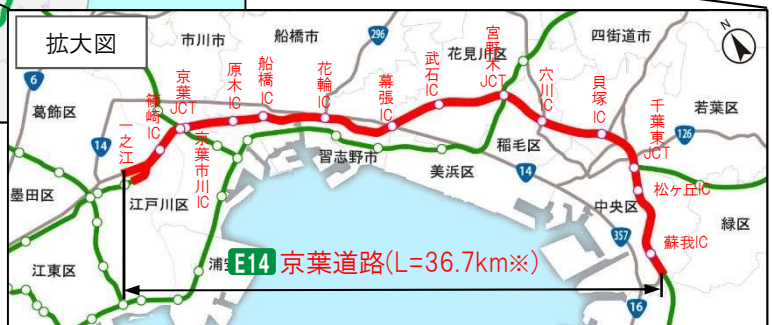 拡大図
市川市
船橋市
296
花見川区
宮野木JCT
四街道市
N
6
葛飾区
京葉JCT
原木IC
船橋IC
花輪IC
幕張IC
武石IC
穴川IC
貝塚IC
千葉東JCT
若葉区
14
一之江
篠崎IC
京葉市川IC
習志野市
美浜区
稲毛区
14
126
墨田区
江戸川区
中央区
松ヶ丘IC
357
蘇我IC
緑区
江東区
浦安
E14 京葉道路(L=36.7km※)
16